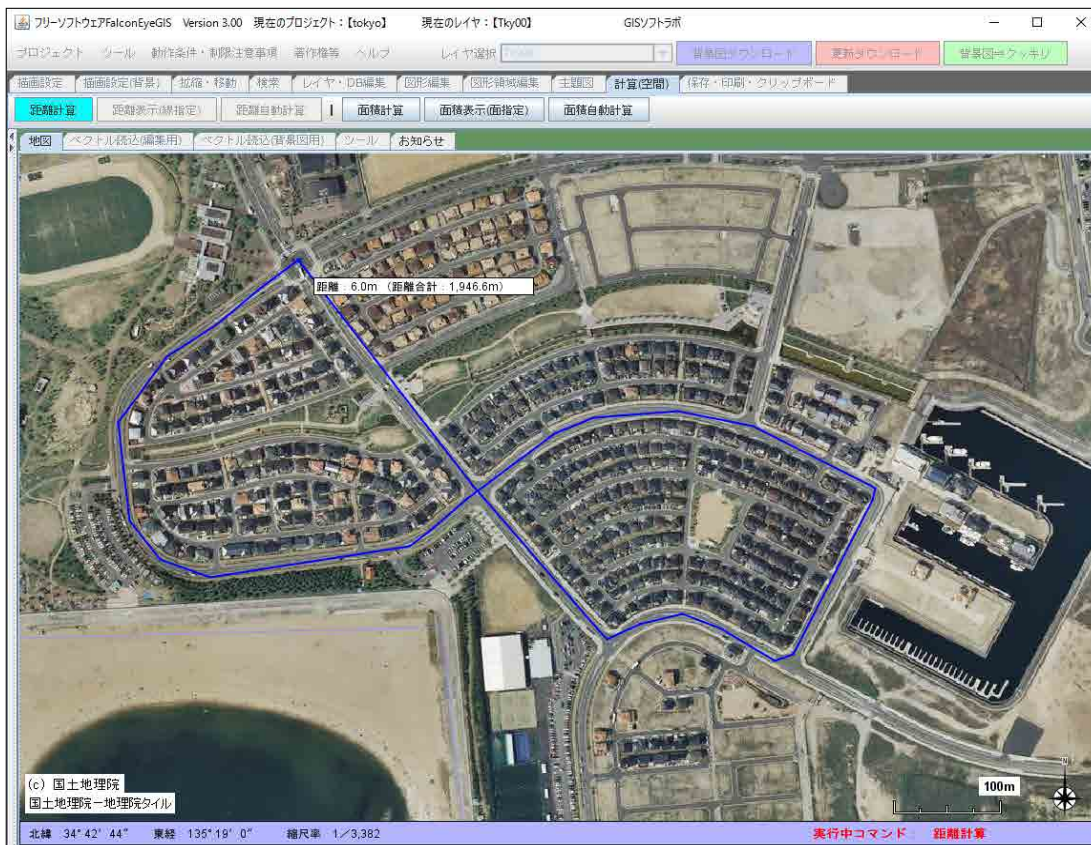 フリーソフトウェアFalconEyeGIS Version 3.00 現在のプロジェクト:【tokyo】 現在のレイヤ:【Tky00】 GISソフトラボ
プロジェクト ツール 動作条件・制限注意事項 著作権等 ヘルプ レイヤ選択 Tky00 背景図ダウンロード 更新ダウンロード 背景図⇒クッキリ
描画設定 描画設定(背景) 拡縮・移動 検索 レイヤ・DB編集 図形編集 図形領域編集 主題図 計算(空間) 保存・印刷・クリップボード
距離計算 距離表示(線指定) 距離自動計算 | 面積計算 面積表示(面指定) 面積自動計算
地図 ベクトル読込(編集用) ベクトル読込(背景図用) ツール お知らせ
距離:6.0m (距離合計:1,946.6m)
(c) 国土地理院
国土地理院-地理院タイル
100m
N
北緯 34°42′44″ 東経 135°19′0″ 縮尺率 1/3,382 実行中コマンド: 距離計算